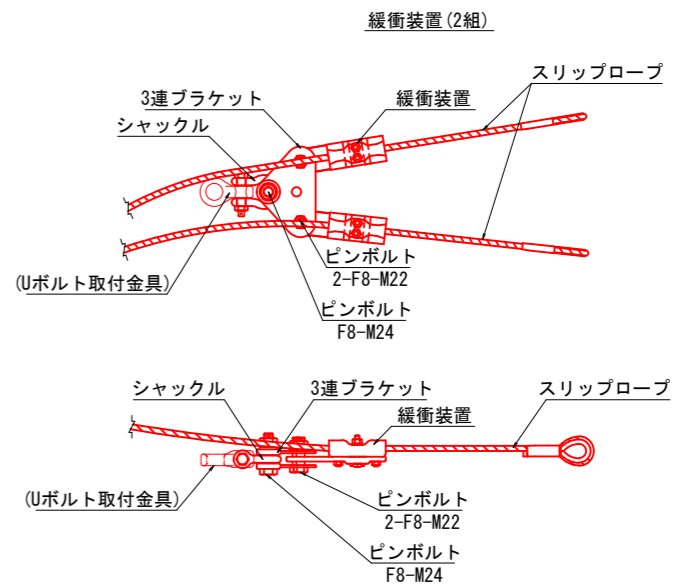 緩衝装置(2組)
スリップロープ
3連ブラケット
緩衝装置
シャックル
(Uボルト取付金具)
ピンボルト
2-F8-M22
ピンボルト
F8-M24
シャックル
3連ブラケット
スリップロープ
緩衝装置
(Uボルト取付金具)
ピンボルト
2-F8-M22
ピンボルト
F8-M24